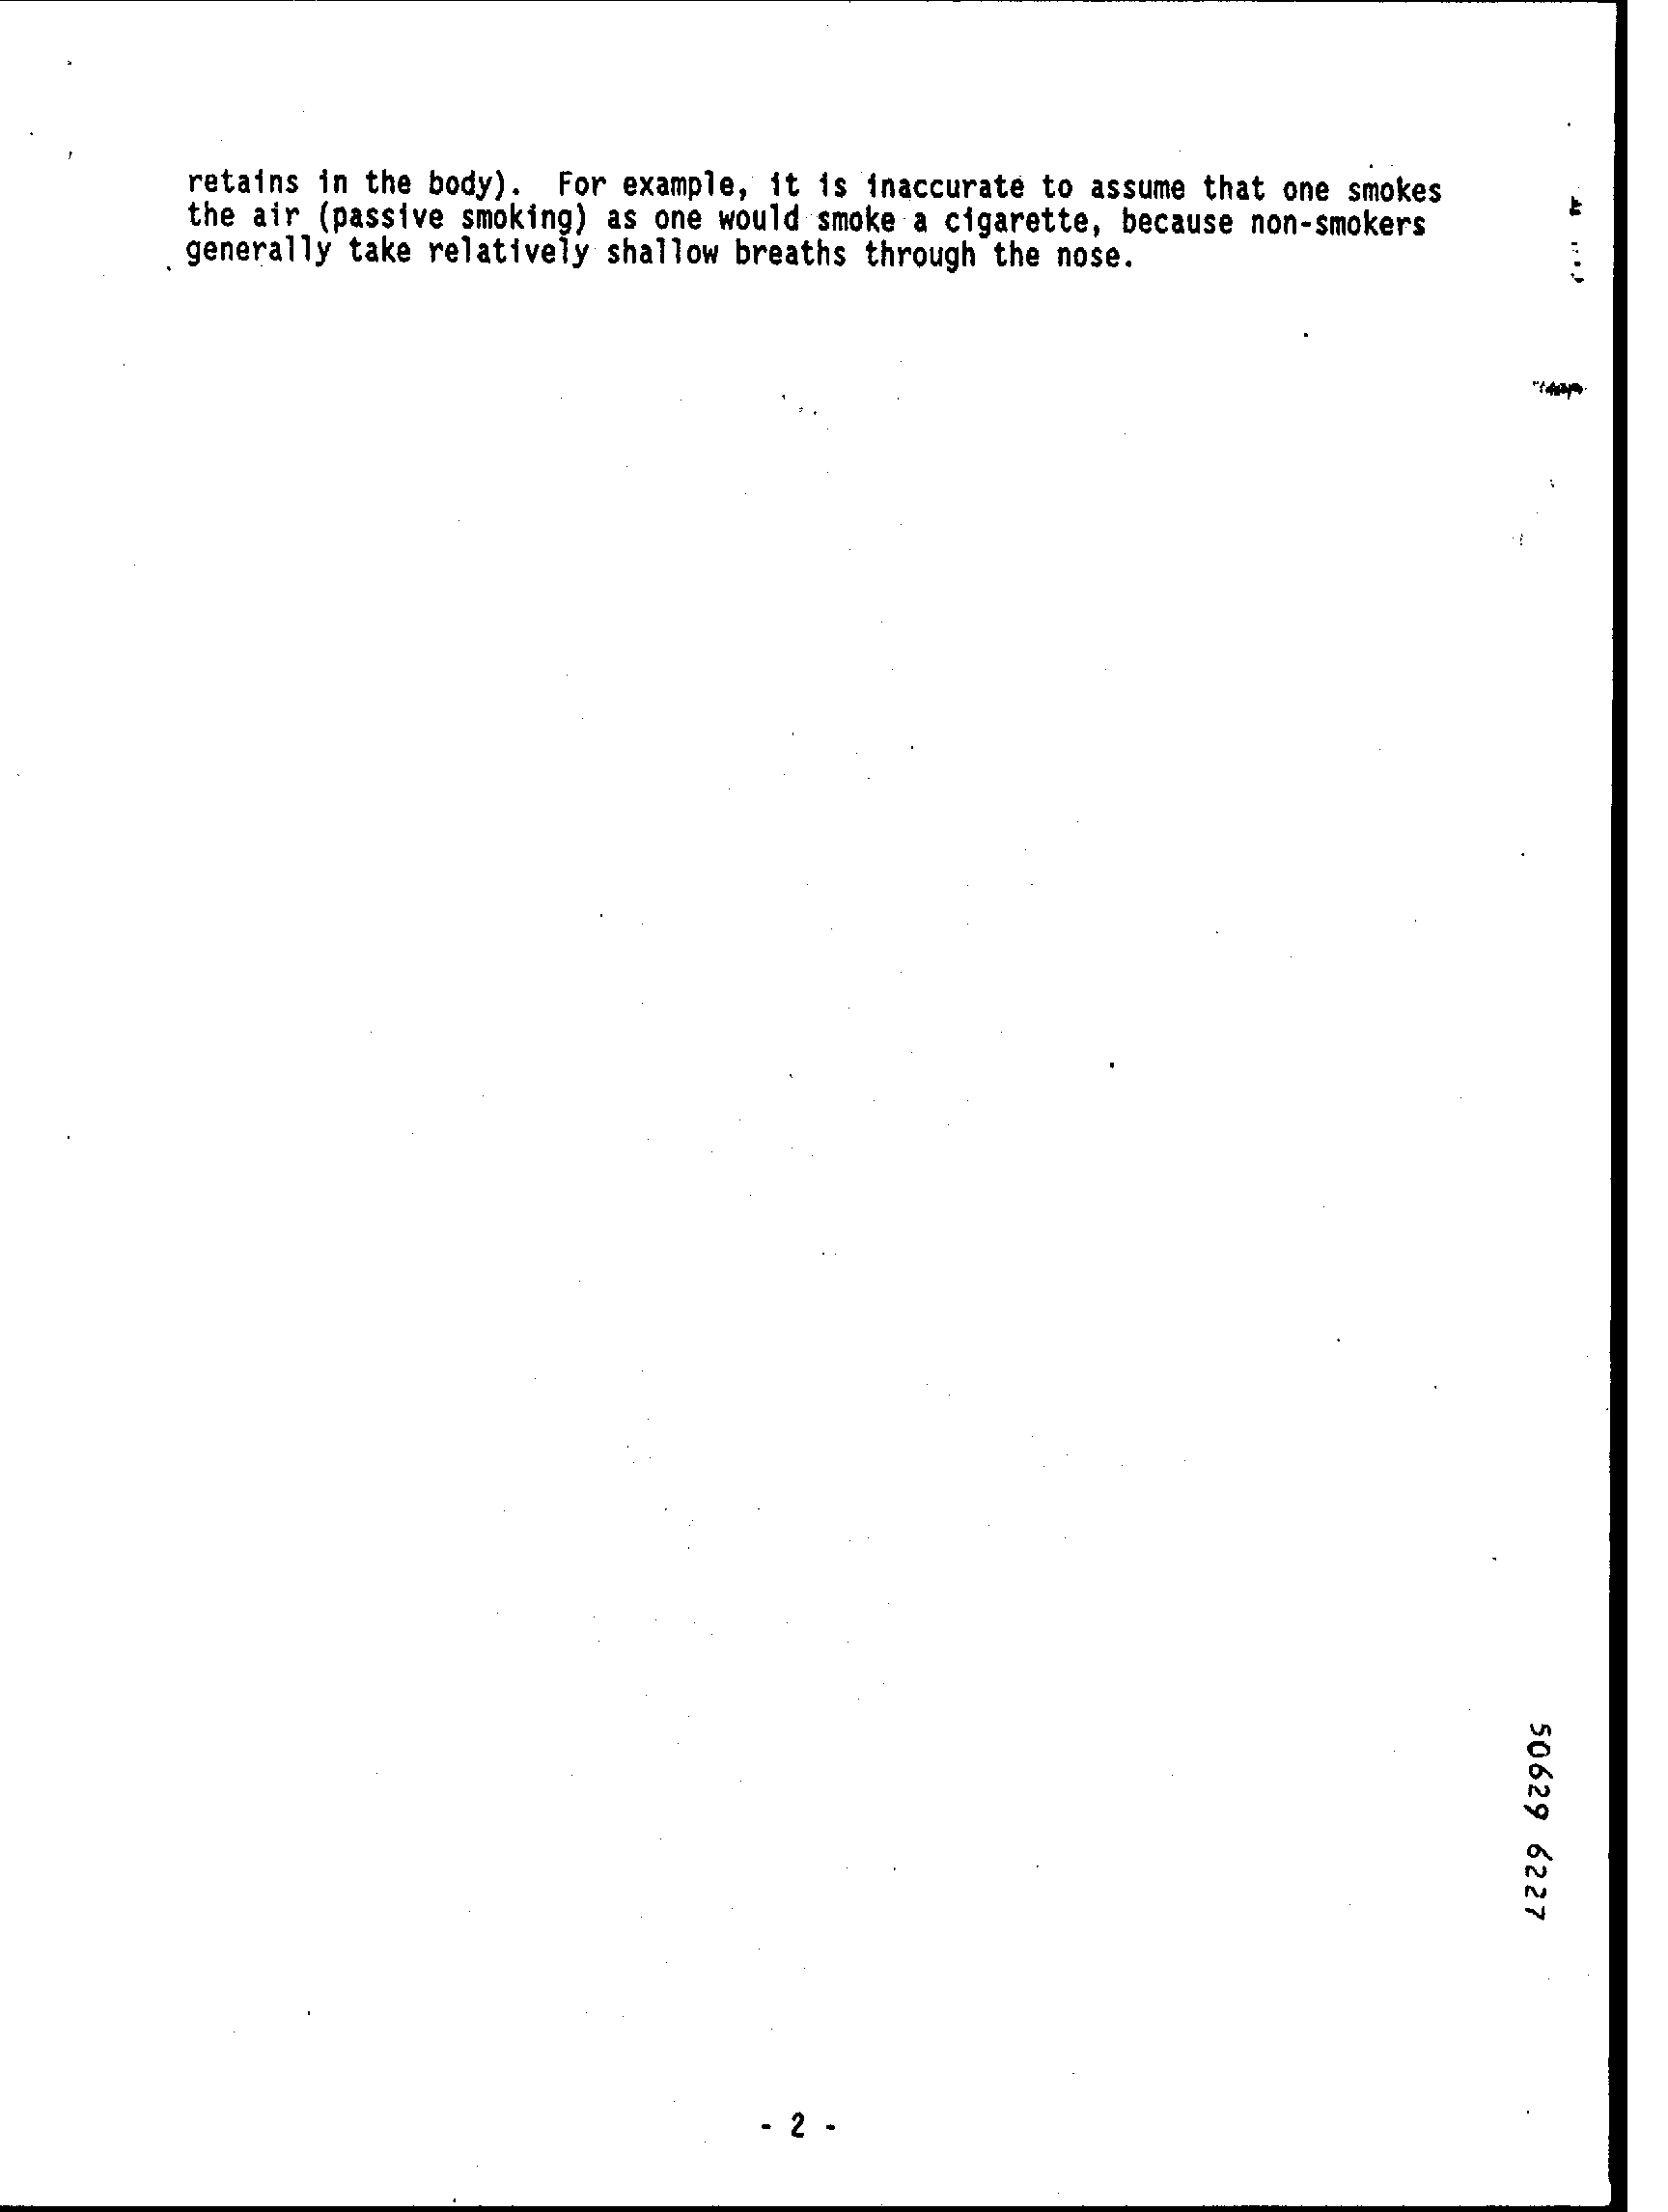 retains in the body).  For example, it is inaccurate to assume that one smokes
the air (passive smoking) as one would smoke a cigarette, because non-smokers
generally take relatively shallow breaths through the nose.
50629 6227
- 2 -